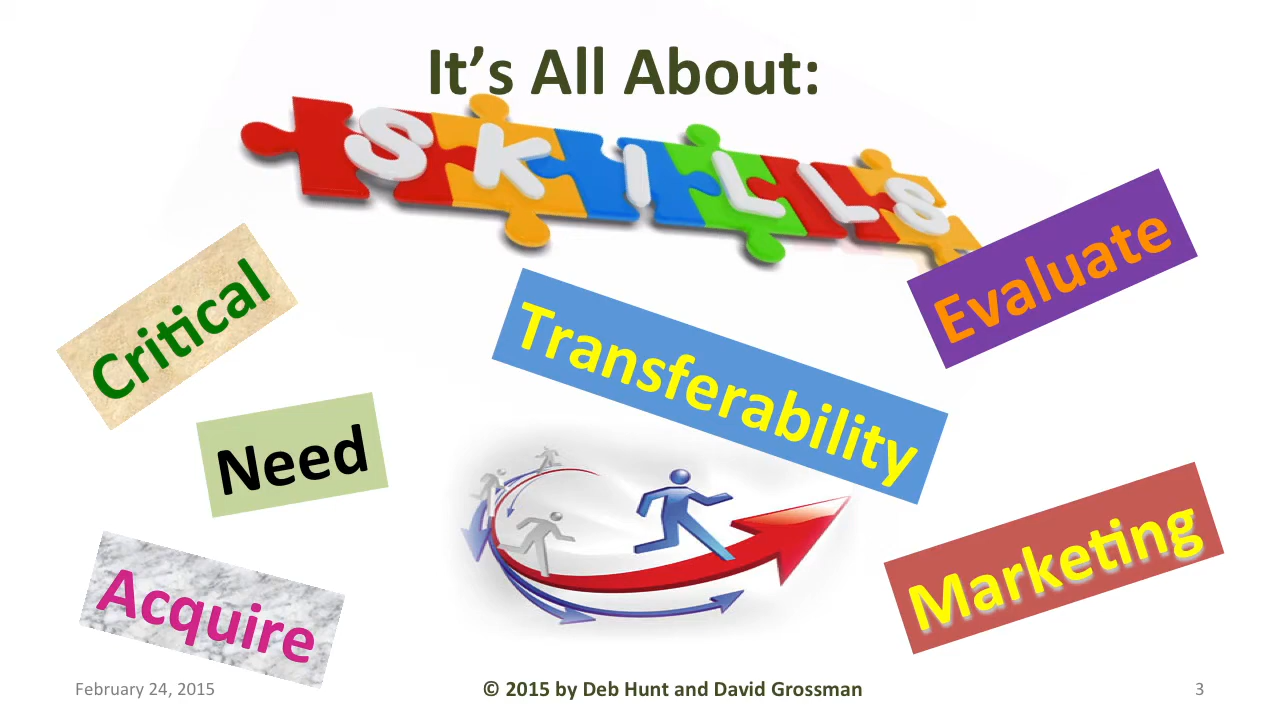 It's All About:
SKILLS
Evaluate
Critical
Transferability
Need
Marketing
Acquire
February 24, 2015
© 2015 by Deb Hunt and David Grossman
3